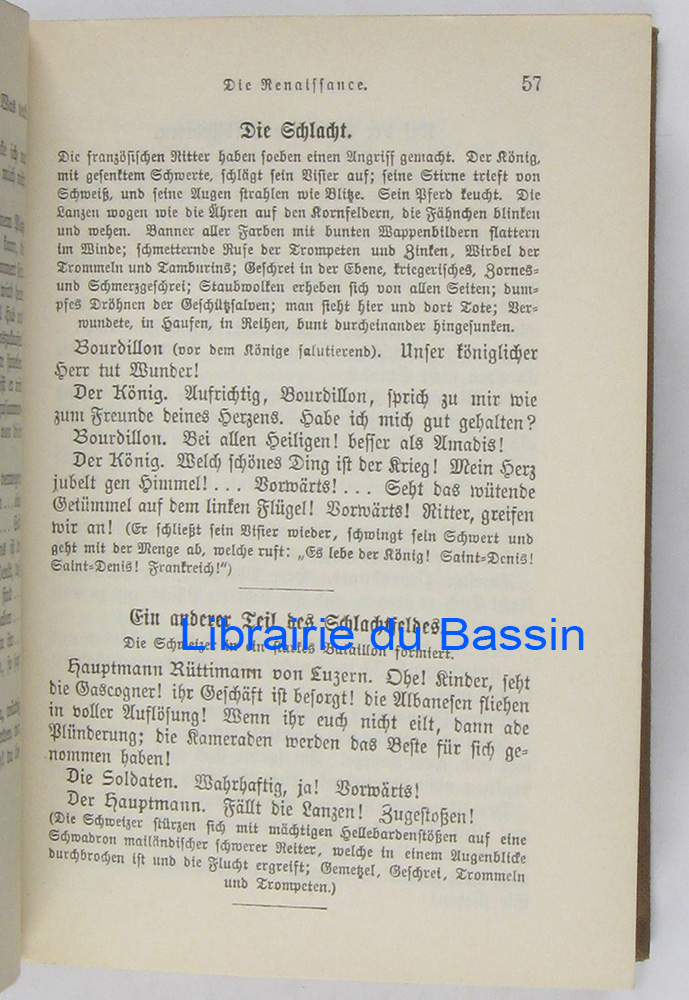 Die Renaissance. 57
Die Schlacht.
Die französischen Ritter haben soeben einen Angriff gemacht. Der König,
mit gesenktem Schwerte, schlägt sein Visier auf; seine Stirne trieft von
Schweiß, und seine Augen strahlen wie Blitze. Sein Pferd keucht. Die
Lanzen wogen wie die Ähren auf den Kornfeldern, die Fähnchen blinken
und wehen. Banner aller Farben mit bunten Wappenbildern flattern
im Winde; schmetternde Rufe der Trompeten und Zinken, Wirbel der
Trommeln und Tamburins; Geschrei in der Ebene, kriegerisches, Zornes-
und Schmerzgeschrei; Staubwolken erheben sich von allen Seiten; dum-
pfes Dröhnen der Geschützsalven; man sieht hier und dort Tote; Ver-
wundete, in Haufen, in Reihen, bunt durcheinander hingesunken.
Bourdillon (vor dem Könige salutierend). Unser königlicher
Herr tut Wunder!
Der König. Aufrichtig, Bourdillon, sprich zu mir wie
zum Freunde deines Herzens. Habe ich mich gut gehalten?
Bourdillon. Bei allen Heiligen! besser als Amadis!
Der König. Welch schönes Ding ist der Krieg! Mein Herz
jubelt gen Himmel! ... Vorwärts! ... Seht das wütende
Getümmel auf dem linken Flügel! Vorwärts! Ritter, greifen
wir an! (Er schließt sein Visier wieder, schwingt sein Schwert und
geht mit der Menge ab, welche ruft: „Es lebe der König! Saint-Denis!
Saint-Denis! Frankreich!“)
Ein anderer Teil des Schlachtfeldes
Librairie du Bassin
Die Schweizer in ein starkes Bataillon formiert.
Hauptmann Rüttimann von Luzern. Ohe! Kinder, seht
die Gascogner! ihr Geschäft ist besorgt! die Albanesen fliehen
in voller Auflösung! Wenn ihr euch nicht eilt, dann ade
Plünderung; die Kameraden werden das Beste für sich ge-
nommen haben!
Die Soldaten. Wahrhaftig, ja! Vorwärts!
Der Hauptmann. Fällt die Lanzen! Zugestoßen!
(Die Schweizer stürzen sich mit mächtigen Hellebardenstößen auf eine
Schwadron mailändischer schwerer Reiter, welche in einem Augenblicke
durchbrochen ist und die Flucht ergreift; Gemetzel, Geschrei, Trommeln
und Trompeten.)